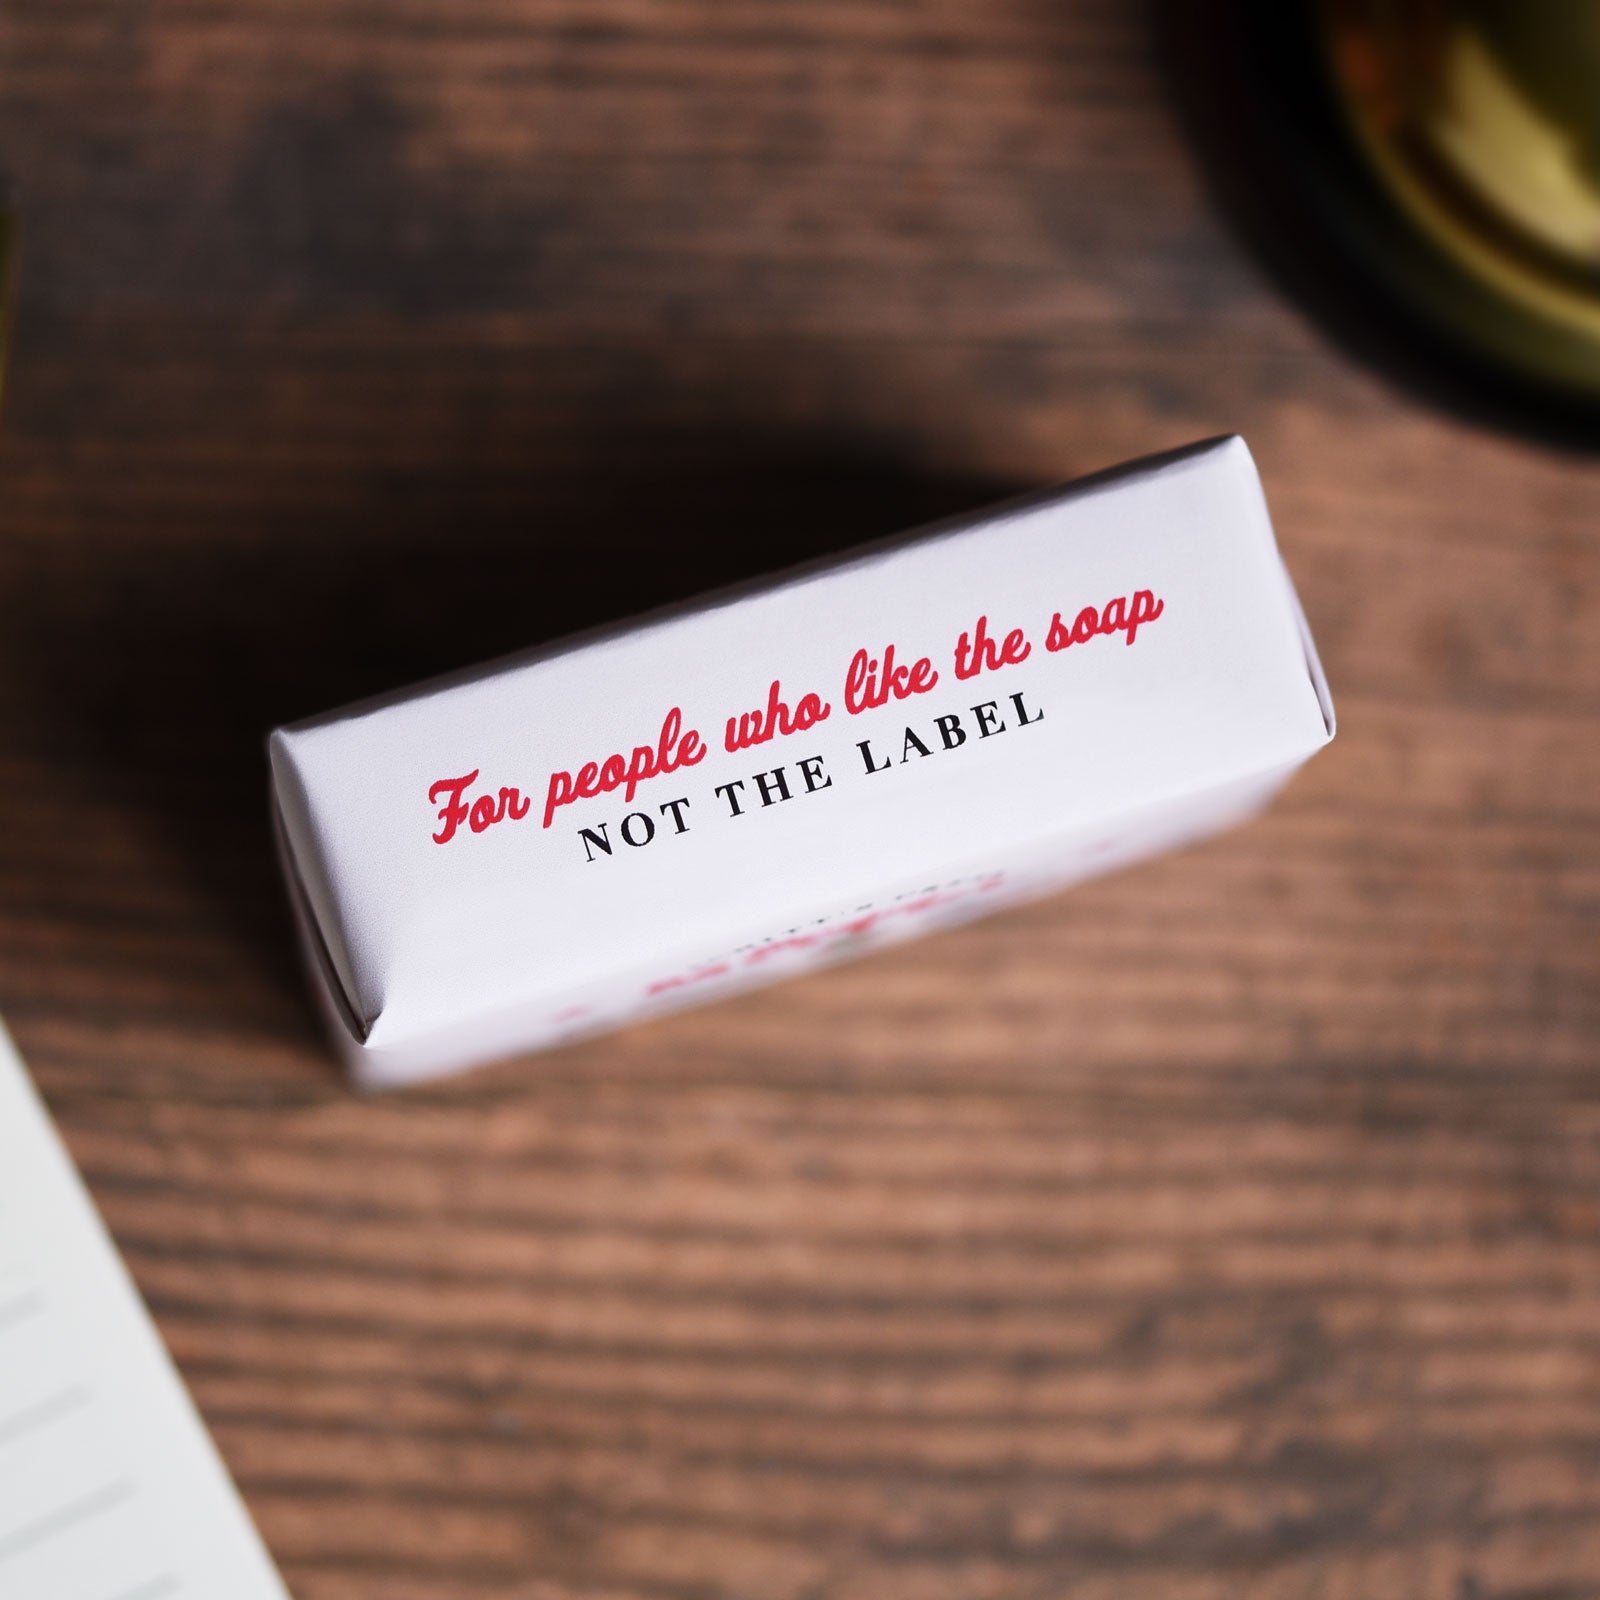 For people who like the soap
NOT THE LABEL